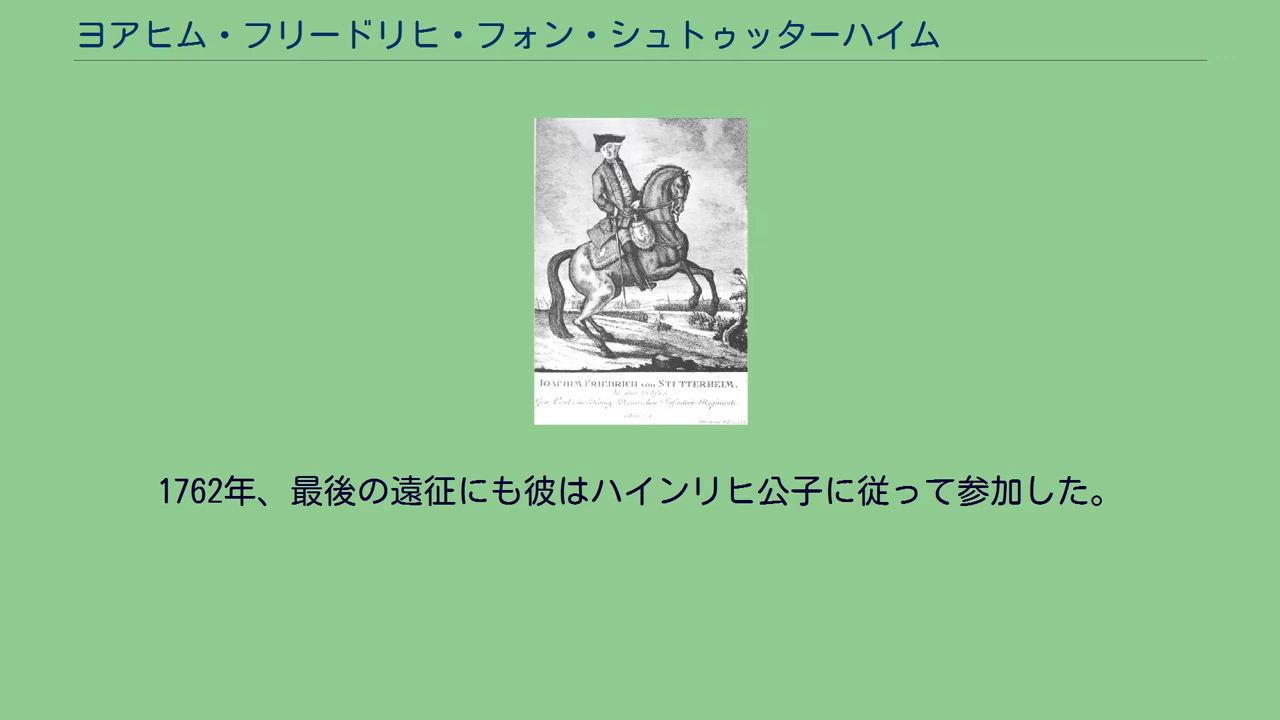 ヨアヒム・フリードリヒ・フォン・シュトゥッターハイム
IOACHIM FRIEDRICH von STUTTERHEIM.
1762年、最後の遠征にも彼はハインリヒ公子に従って参加した。